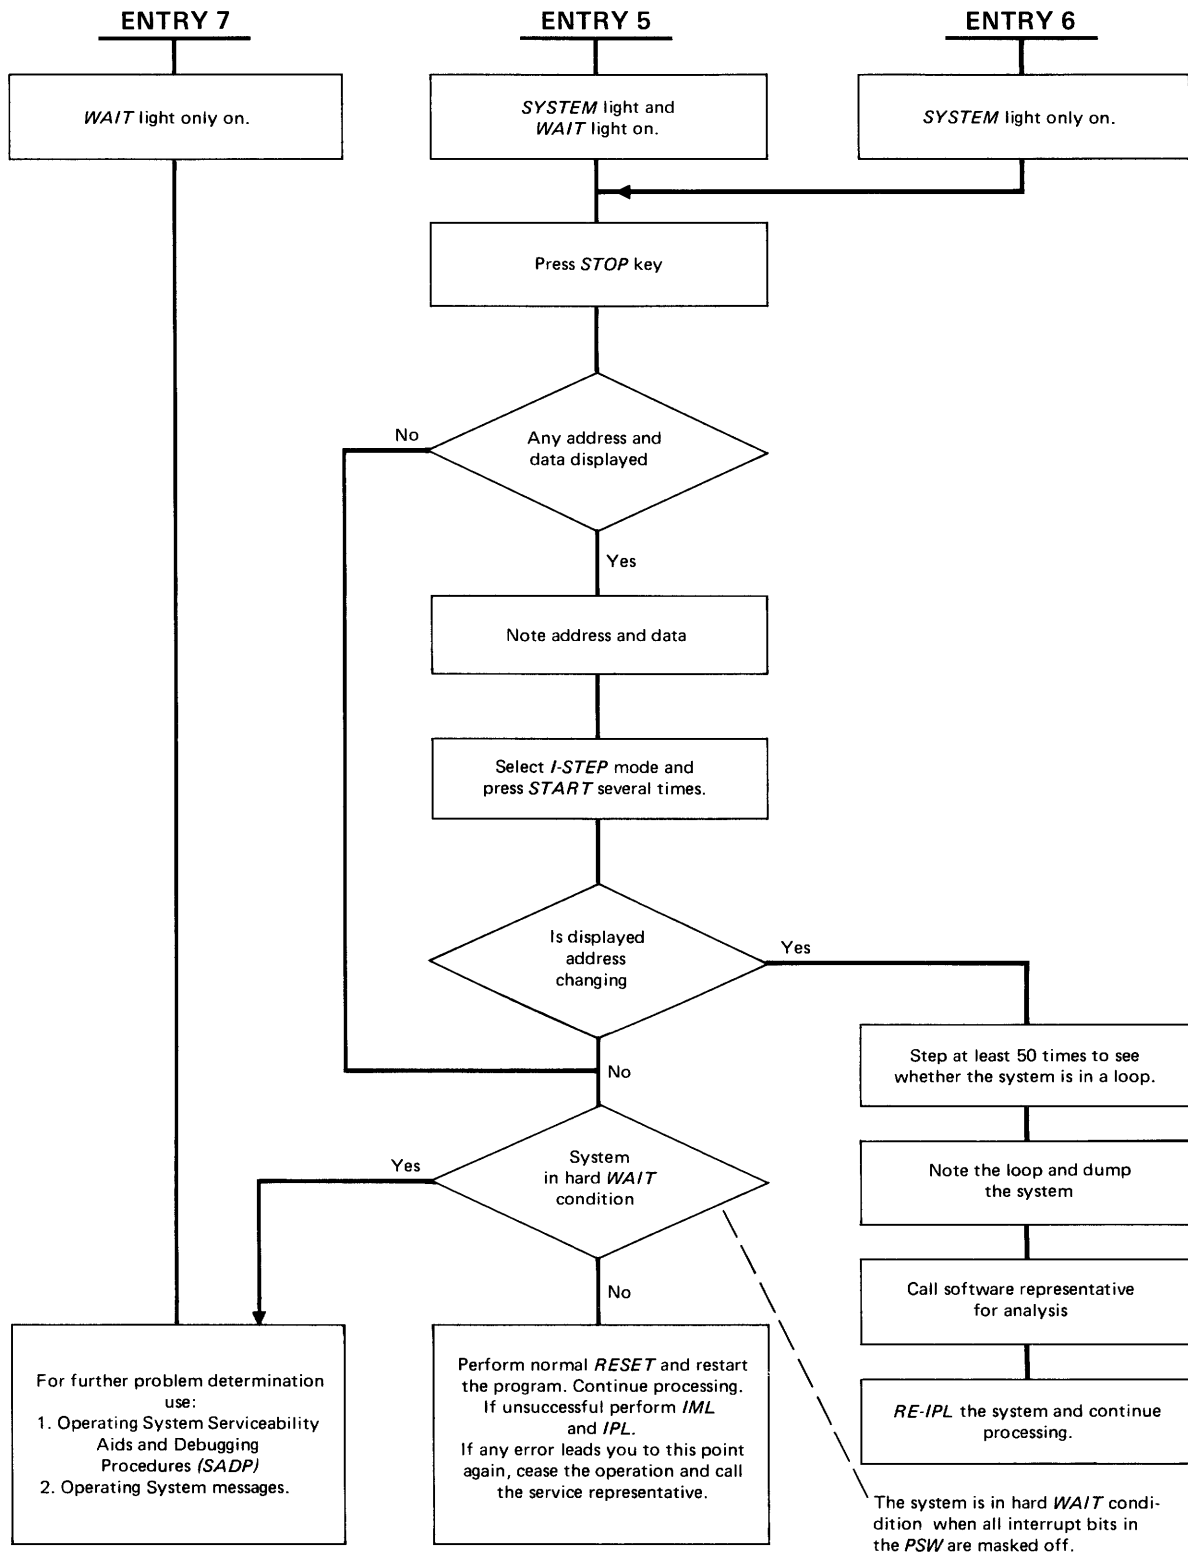 ENTRY 7
ENTRY 5
ENTRY 6
WAIT light only on.
SYSTEM light and
WAIT light on.
SYSTEM light only on.
Press STOP key
Any address and
data displayed
No
Yes
Note address and data
Select I-STEP mode and
press START several times.
Is displayed
address
changing
Yes
No
Step at least 50 times to see
whether the system is in a loop.
Note the loop and dump
the system
Call software representative
for analysis
RE-IPL the system and continue
processing.
System
in hard WAIT
condition
Yes
No
For further problem determination
use:
1. Operating System Serviceability
Aids and Debugging
Procedures (SADP)
2. Operating System messages.
Perform normal RESET and restart
the program. Continue processing.
If unsuccessful perform IML
and IPL.
If any error leads you to this point
again, cease the operation and call
the service representative.
The system is in hard WAIT condi-
dition when all interrupt bits in
the PSW are masked off.